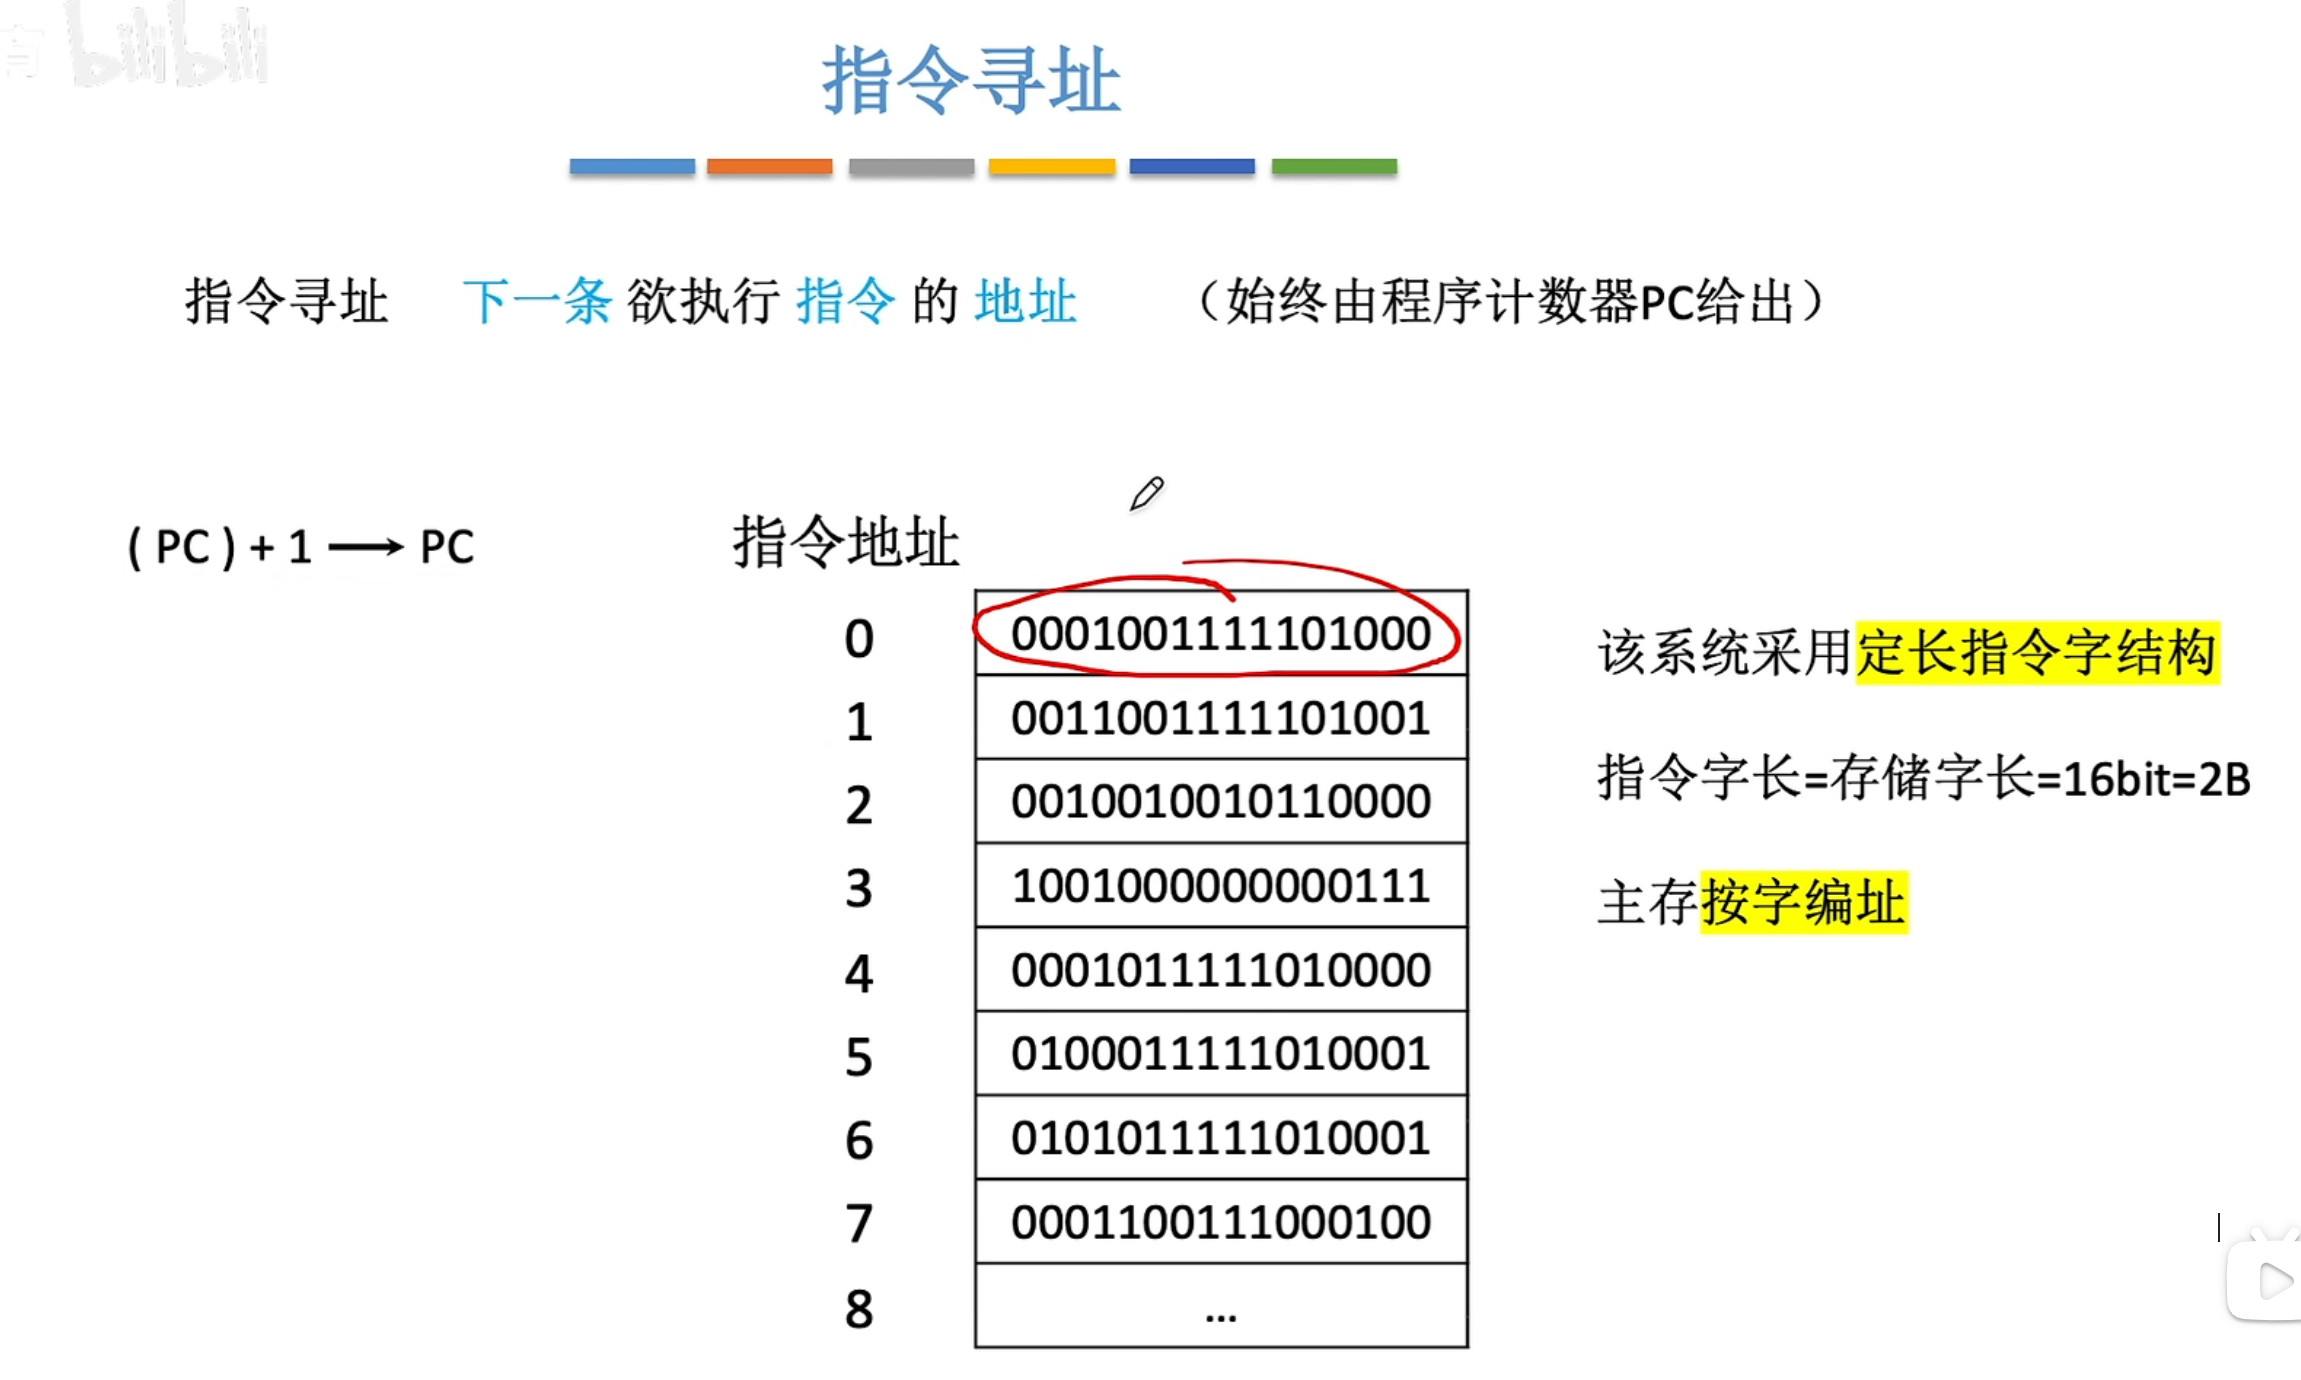 育 bilibili
指令寻址
指令寻址 下一条 欲执行 指令 的 地址 （始终由程序计数器PC给出）
( PC ) + 1 ⟶ PC
指令地址
0 0001001111101000
1 0011001111101001
2 0010010010110000
3 1001000000000111
4 0001011111010000
5 0100011111010001
6 0101011111010001
7 0001100111000100
8 ...
该系统采用定长指令字结构
指令字长=存储字长=16bit=2B
主存按字编址